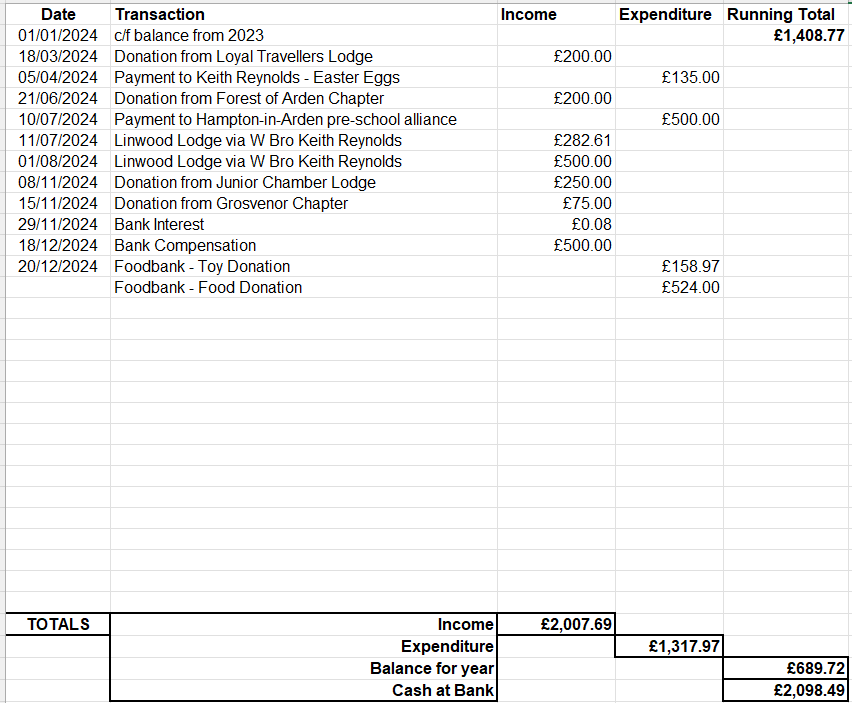 Date Transaction Income Expenditure Running Total
01/01/2024 c/f balance from 2023 £1,408.77
18/03/2024 Donation from Loyal Travellers Lodge £200.00
05/04/2024 Payment to Keith Reynolds - Easter Eggs £135.00
21/06/2024 Donation from Forest of Arden Chapter £200.00
10/07/2024 Payment to Hampton-in-Arden pre-school alliance £500.00
11/07/2024 Linwood Lodge via W Bro Keith Reynolds £282.61
01/08/2024 Linwood Lodge via W Bro Keith Reynolds £500.00
08/11/2024 Donation from Junior Chamber Lodge £250.00
15/11/2024 Donation from Grosvenor Chapter £75.00
29/11/2024 Bank Interest £0.08
18/12/2024 Bank Compensation £500.00
20/12/2024 Foodbank - Toy Donation £158.97
Foodbank - Food Donation £524.00
TOTALS Income £2,007.69
Expenditure £1,317.97
Balance for year £689.72
Cash at Bank £2,098.49